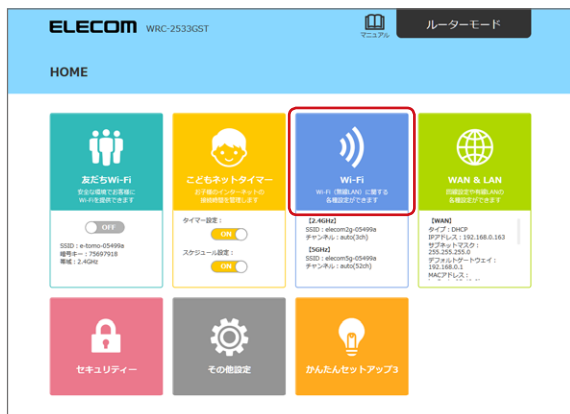 ELECOM WRC-2533GST
マニュアル
ルーターモード
HOME
友だちWi-Fi
安全な環境でお客様に
Wi-Fiを提供できます
OFF
SSID : e-tomo-05499a
暗号キー : 75697918
帯域 : 2.4GHz
こどもネットタイマー
お子様のインターネットの
接続時間を管理します
タイマー設定 :
ON
スケジュール設定 :
ON
Wi-Fi
Wi-Fi（無線LAN）に関する
各種設定ができます
【2.4GHz】
SSID : elecom2g-05499a
チャンネル : auto(3ch)
【5GHz】
SSID : elecom5g-05499a
チャンネル : auto(52ch)
WAN & LAN
回線設定や有線LANの
各種設定ができます
【WAN】
タイプ : DHCP
IPアドレス : 192.168.0.163
サブネットマスク :
255.255.255.0
デフォルトゲートウェイ :
192.168.0.1
MACアドレス :
セキュリティー
その他設定
かんたんセットアップ3